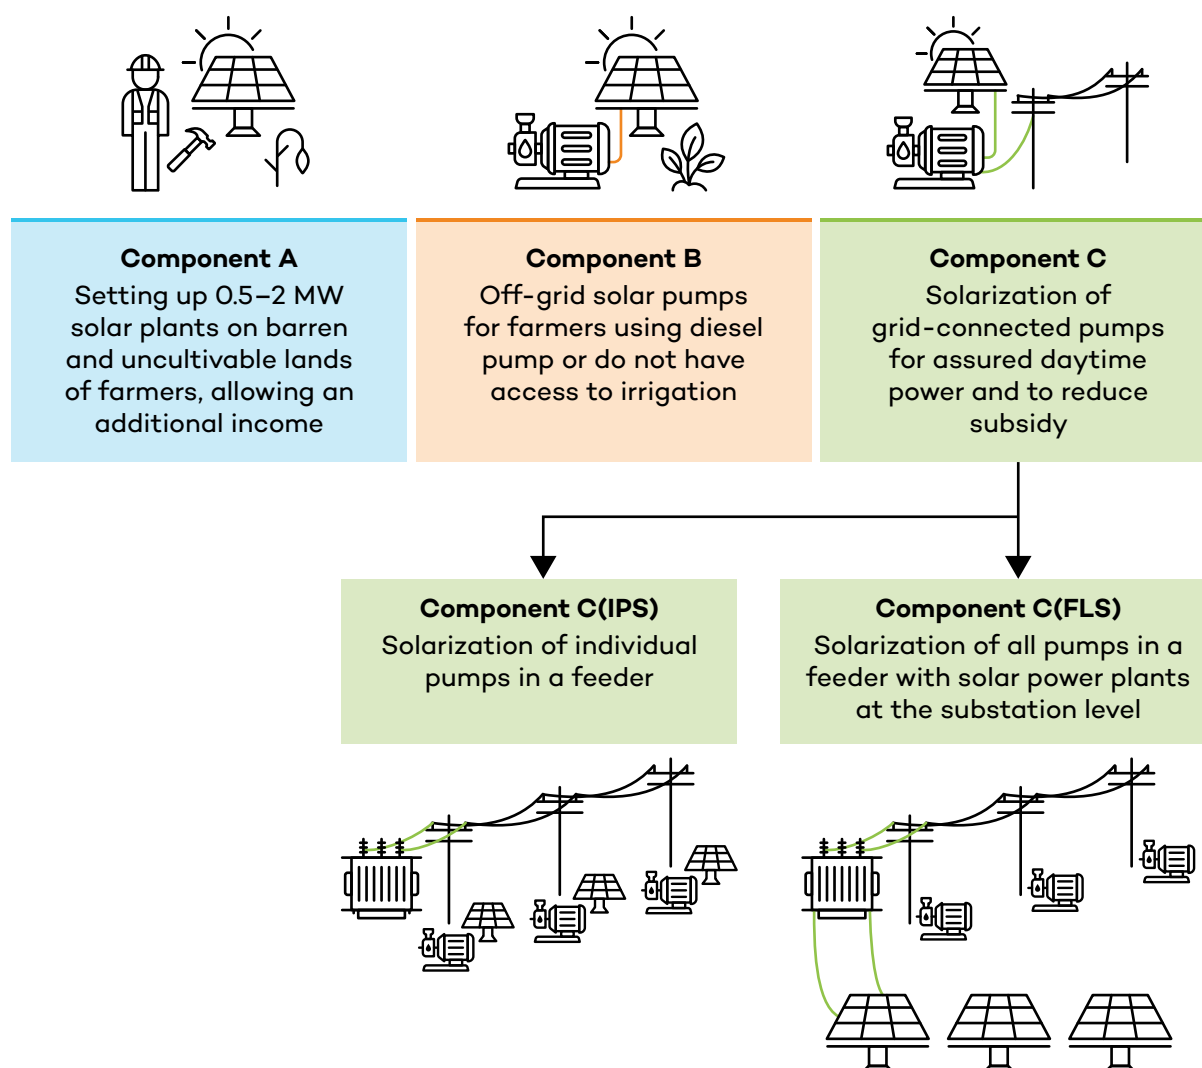 Component A
Setting up 0.5–2 MW
solar plants on barren
and uncultivable lands
of farmers, allowing an
additional income
Component B
Off-grid solar pumps
for farmers using diesel
pump or do not have
access to irrigation
Component C
Solarization of
grid-connected pumps
for assured daytime
power and to reduce
subsidy
Component C(IPS)
Solarization of individual
pumps in a feeder
Component C(FLS)
Solarization of all pumps in a
feeder with solar power plants
at the substation level